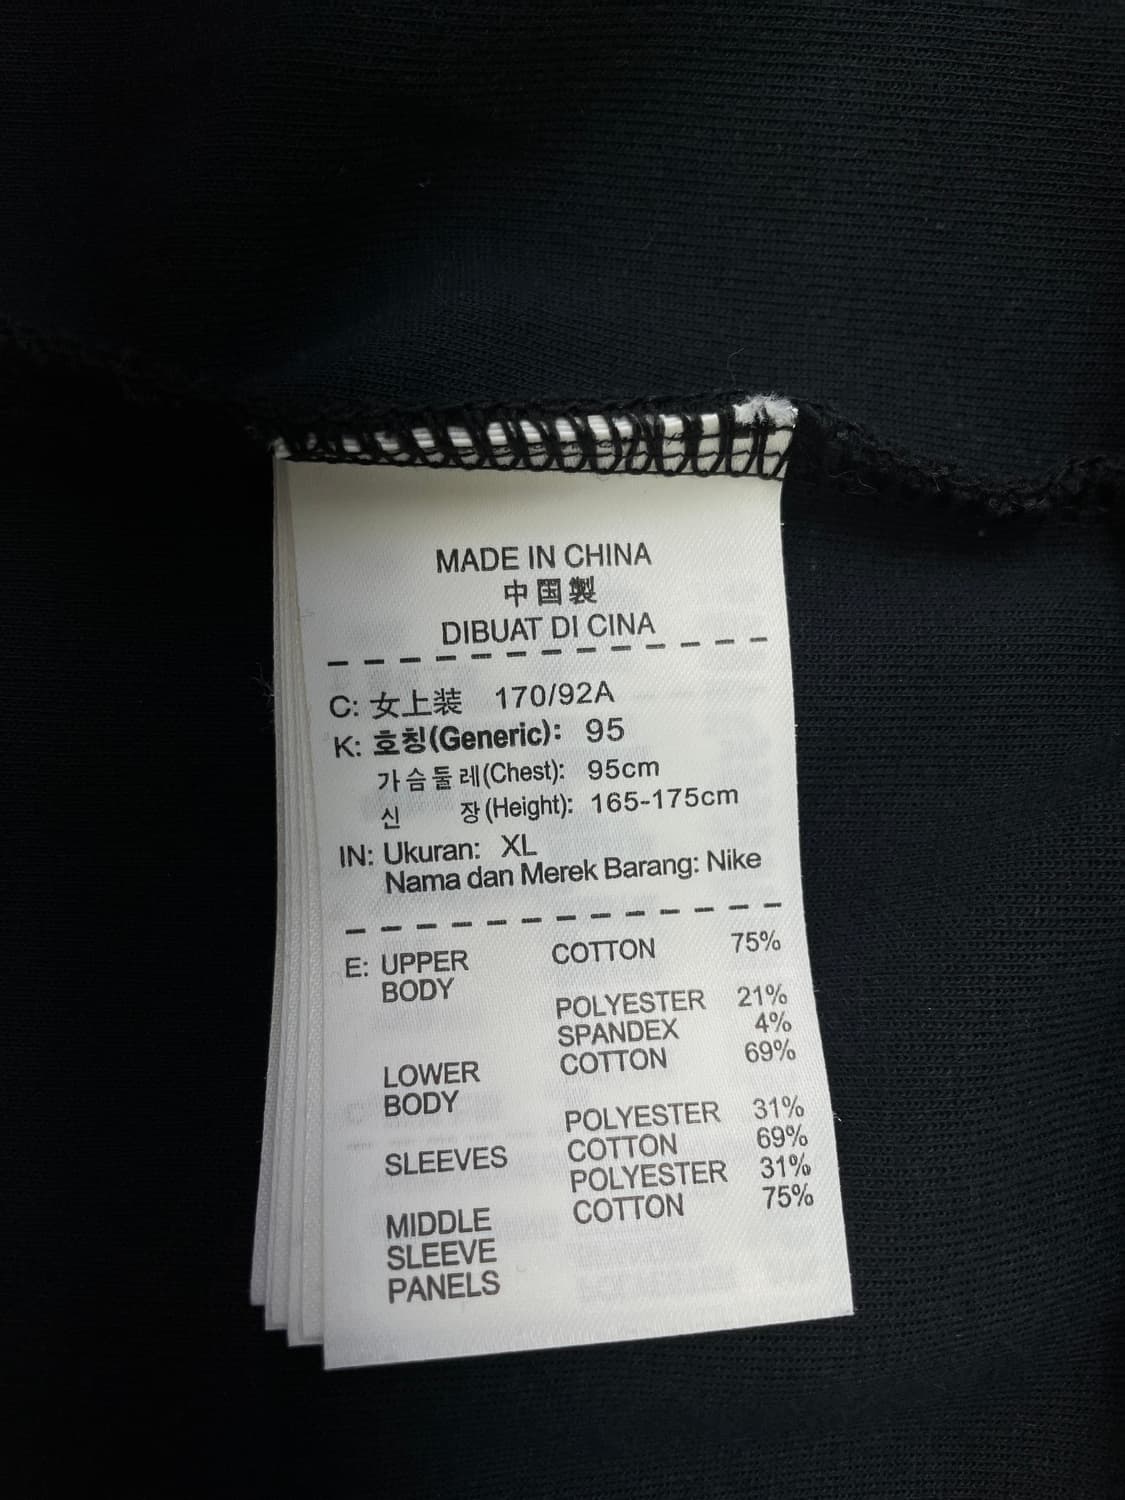 MADE IN CHINA
中国製
DIBUAT DI CINA
C: 女上装 170/92A
K: 호칭(Generic): 95
가슴둘레(Chest): 95cm
신 장(Height): 165-175cm
IN: Ukuran: XL
Nama dan Merek Barang: Nike
E: UPPER COTTON 75%
BODY
POLYESTER 21%
SPANDEX 4%
LOWER COTTON 69%
BODY
POLYESTER 31%
SLEEVES COTTON 69%
POLYESTER 31%
MIDDLE COTTON 75%
SLEEVE
PANELS